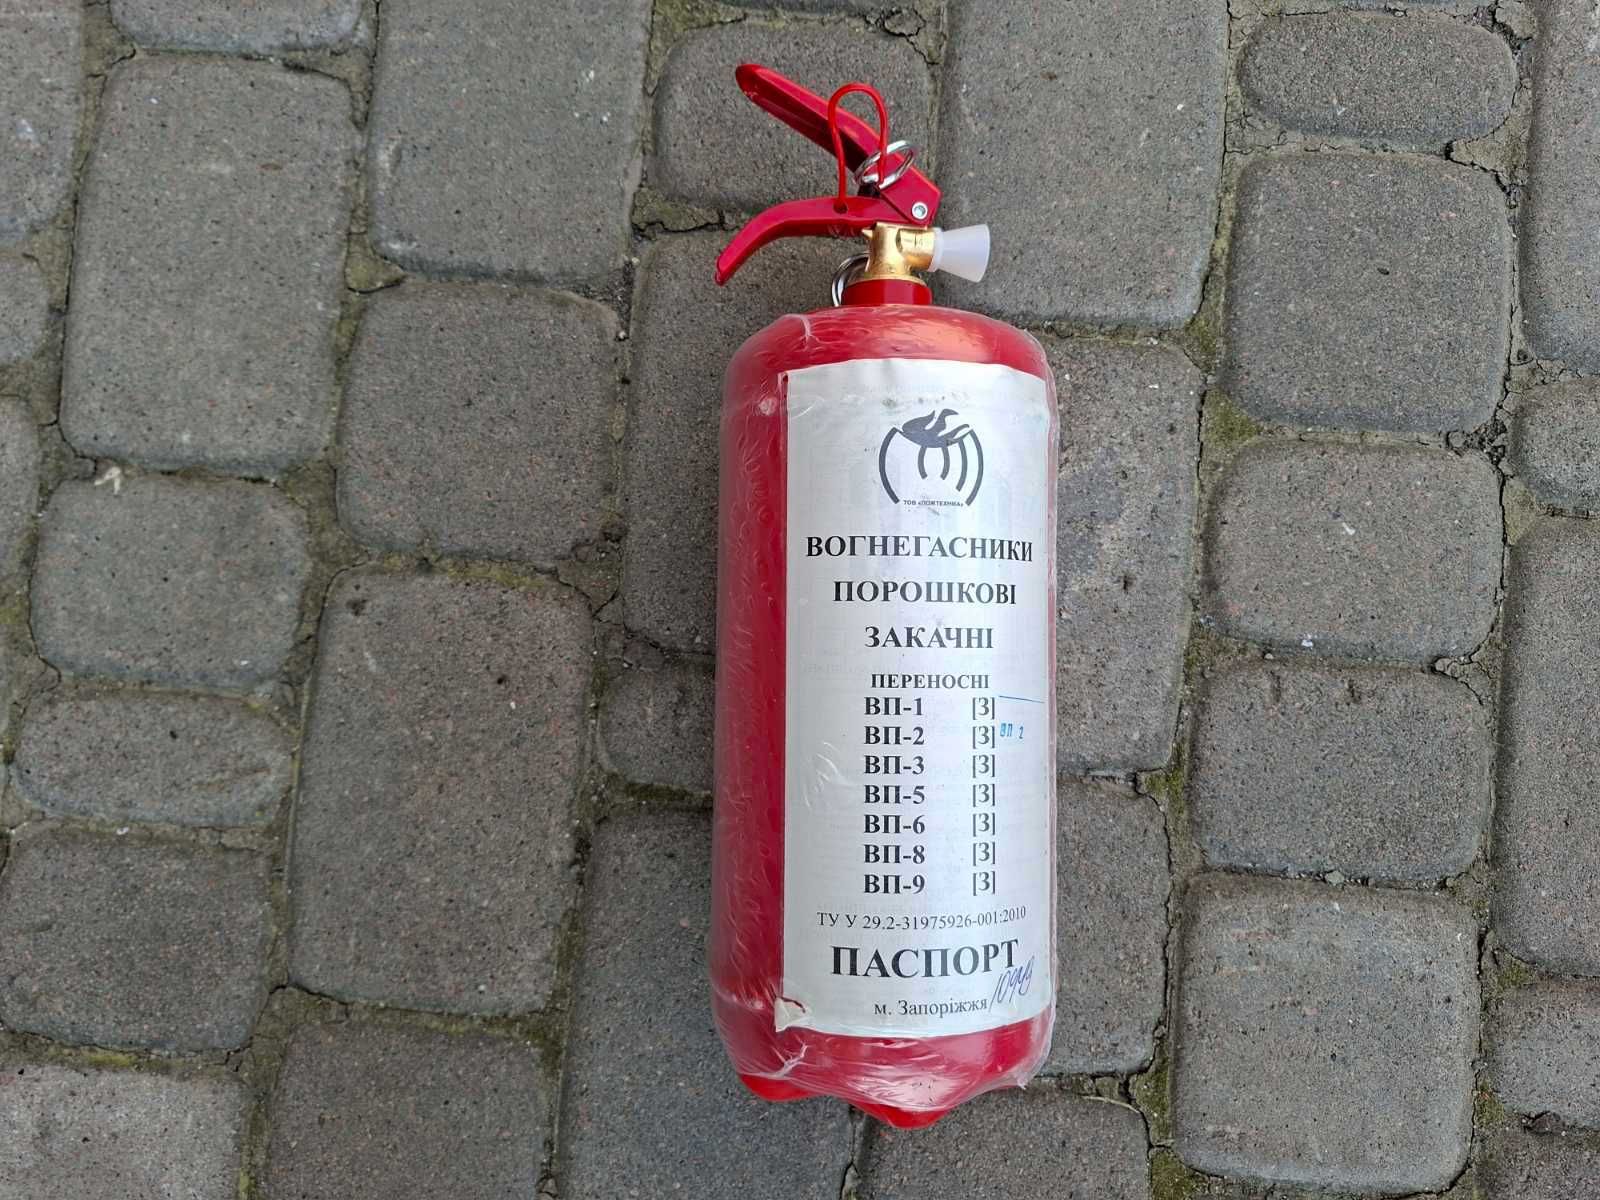 ТОВ «ПОЖТЕХНІКА»
ВОГНЕГАСНИКИ
ПОРОШКОВІ
ЗАКАЧНІ
ПЕРЕНОСНІ
ВП-1 [З]
ВП-2 [З] ВП 2
ВП-3 [З]
ВП-5 [З]
ВП-6 [З]
ВП-8 [З]
ВП-9 [З]
ТУ У 29.2-31975926-001:2010
ПАСПОРТ
м. Запоріжжя